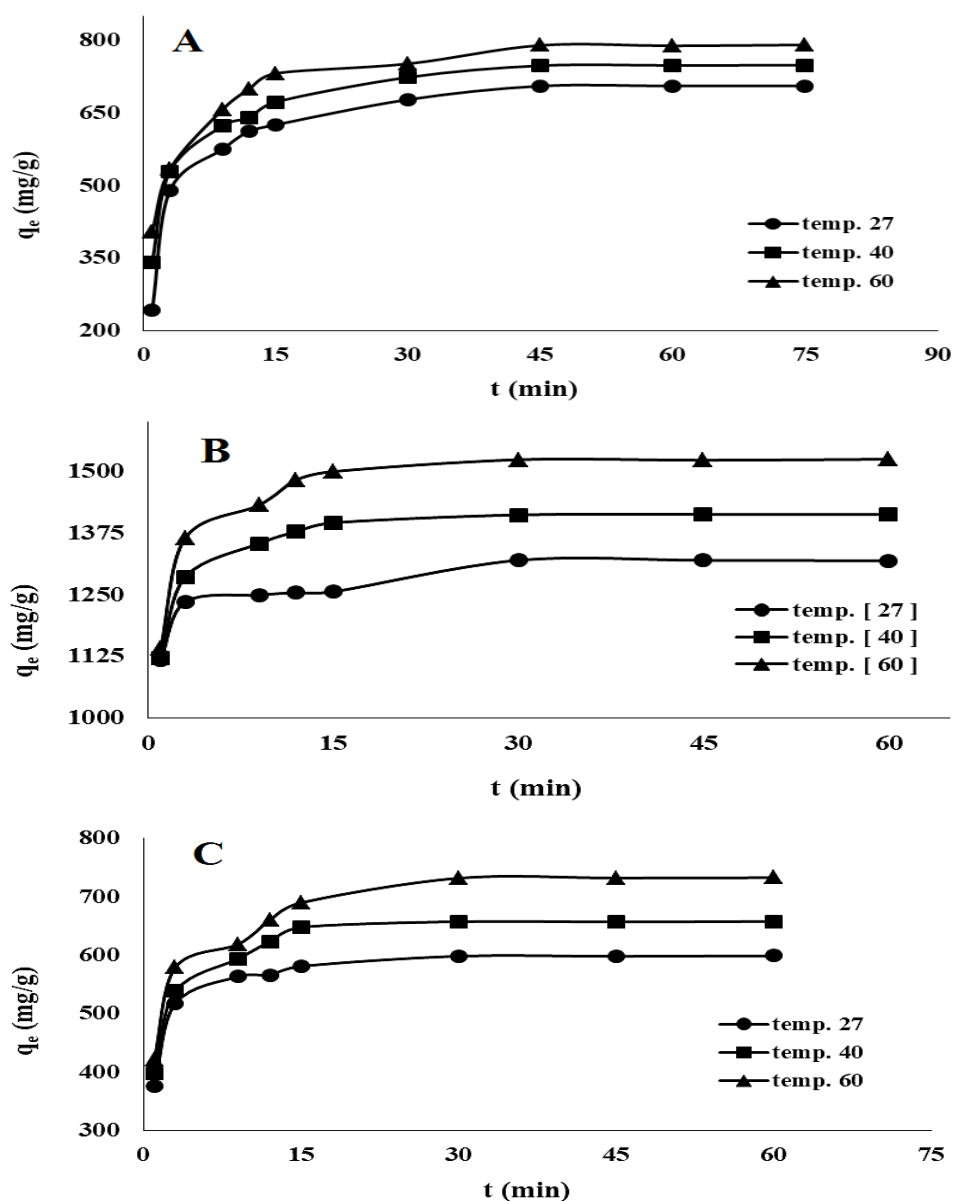 A
800
650
500
350
200
qₑ (mg/g)
temp. 27
temp. 40
temp. 60
0 15 30 45 60 75 90
t (min)
B
1500
1375
1250
1125
1000
qₑ (mg/g)
temp. [ 27 ]
temp. [ 40 ]
temp. [ 60 ]
0 15 30 45 60
t (min)
C
800
700
600
500
400
300
qₑ (mg/g)
temp. 27
temp. 40
temp. 60
0 15 30 45 60 75
t (min)